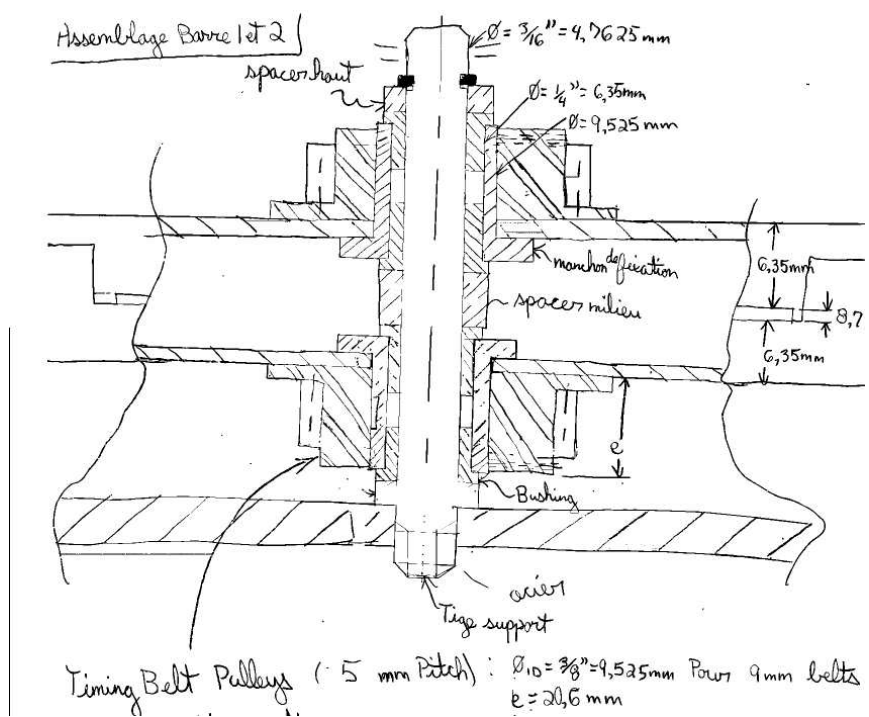 Assemblage Barre 1 et 2
Ø = 3/16" = 4,7625 mm
spacer haut
Ø = 1/4" = 6,35mm
Ø = 9,525 mm
manchon de fixation
6,35mm
spacer milieu
8,7
6,35mm
e
Bushing
acier
Tige support
Timing Belt Pulleys ( 5 mm Pitch) : Ø ID = 3/8" = 9,525mm Pour 9mm belts
e = 20,6 mm